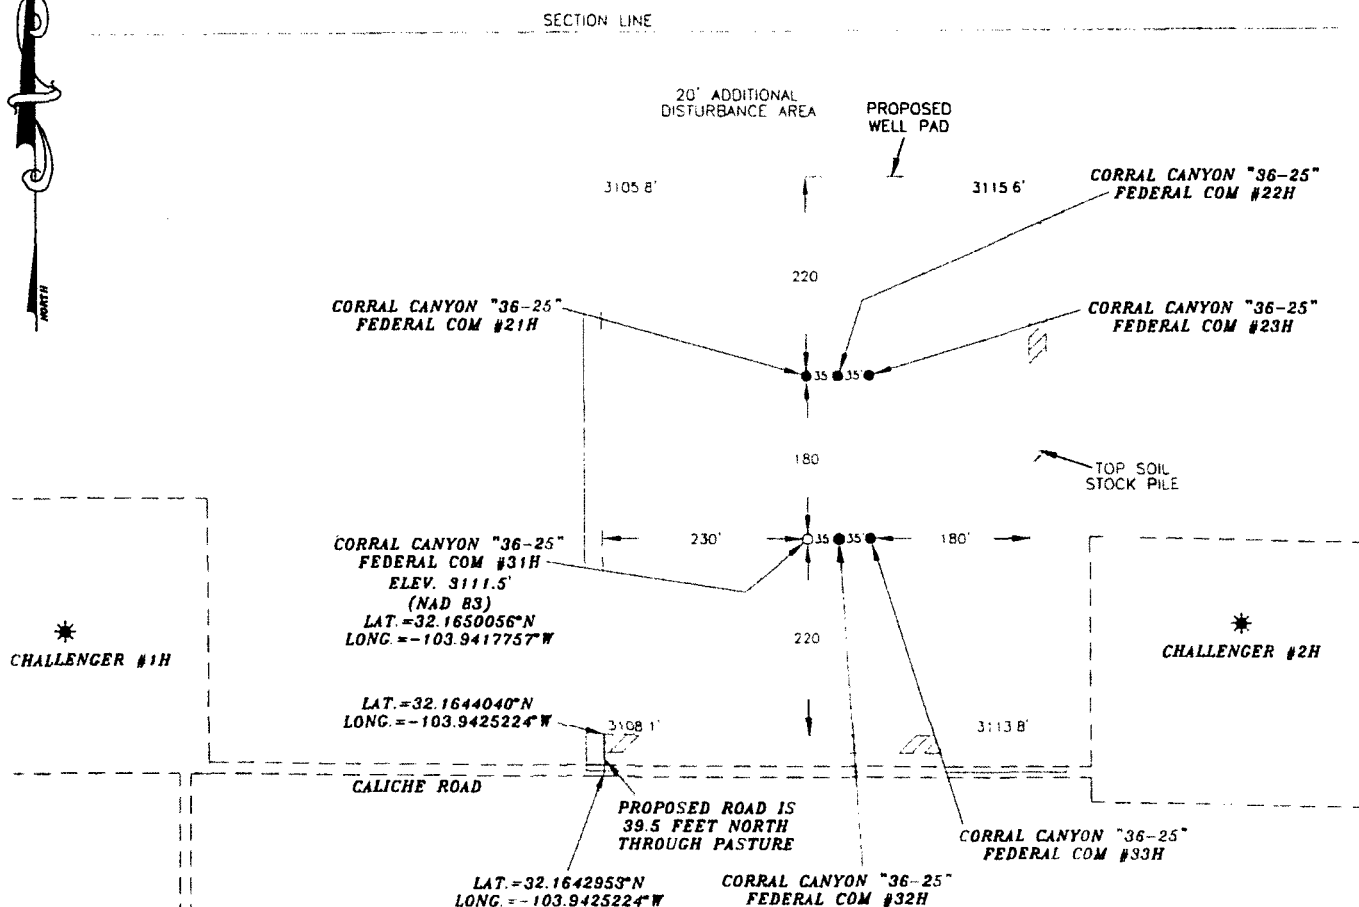 SECTION LINE
20' ADDITIONAL
DISTURBANCE AREA
PROPOSED
WELL PAD
3105.8'
3115.6'
CORRAL CANYON "36-25"
FEDERAL COM #22H
NORTH
220
CORRAL CANYON "36-25"
FEDERAL COM #21H
CORRAL CANYON "36-25"
FEDERAL COM #23H
35 35'
180
TOP SOIL
STOCK PILE
CORRAL CANYON "36-25"
FEDERAL COM #31H
ELEV. 3111.5'
(NAD 83)
LAT.=32.1650056°N
LONG.=-103.9417757°W
230'
35 35'
180'
220
CHALLENGER #1H
CHALLENGER #2H
LAT.=32.1644040°N
LONG.=-103.9425224°W
3108.1'
3113.8'
CALICHE ROAD
PROPOSED ROAD IS
39.5 FEET NORTH
THROUGH PASTURE
CORRAL CANYON "36-25"
FEDERAL COM #33H
LAT.=32.1642953°N
LONG.=-103.9425224°W
CORRAL CANYON "36-25"
FEDERAL COM #32H